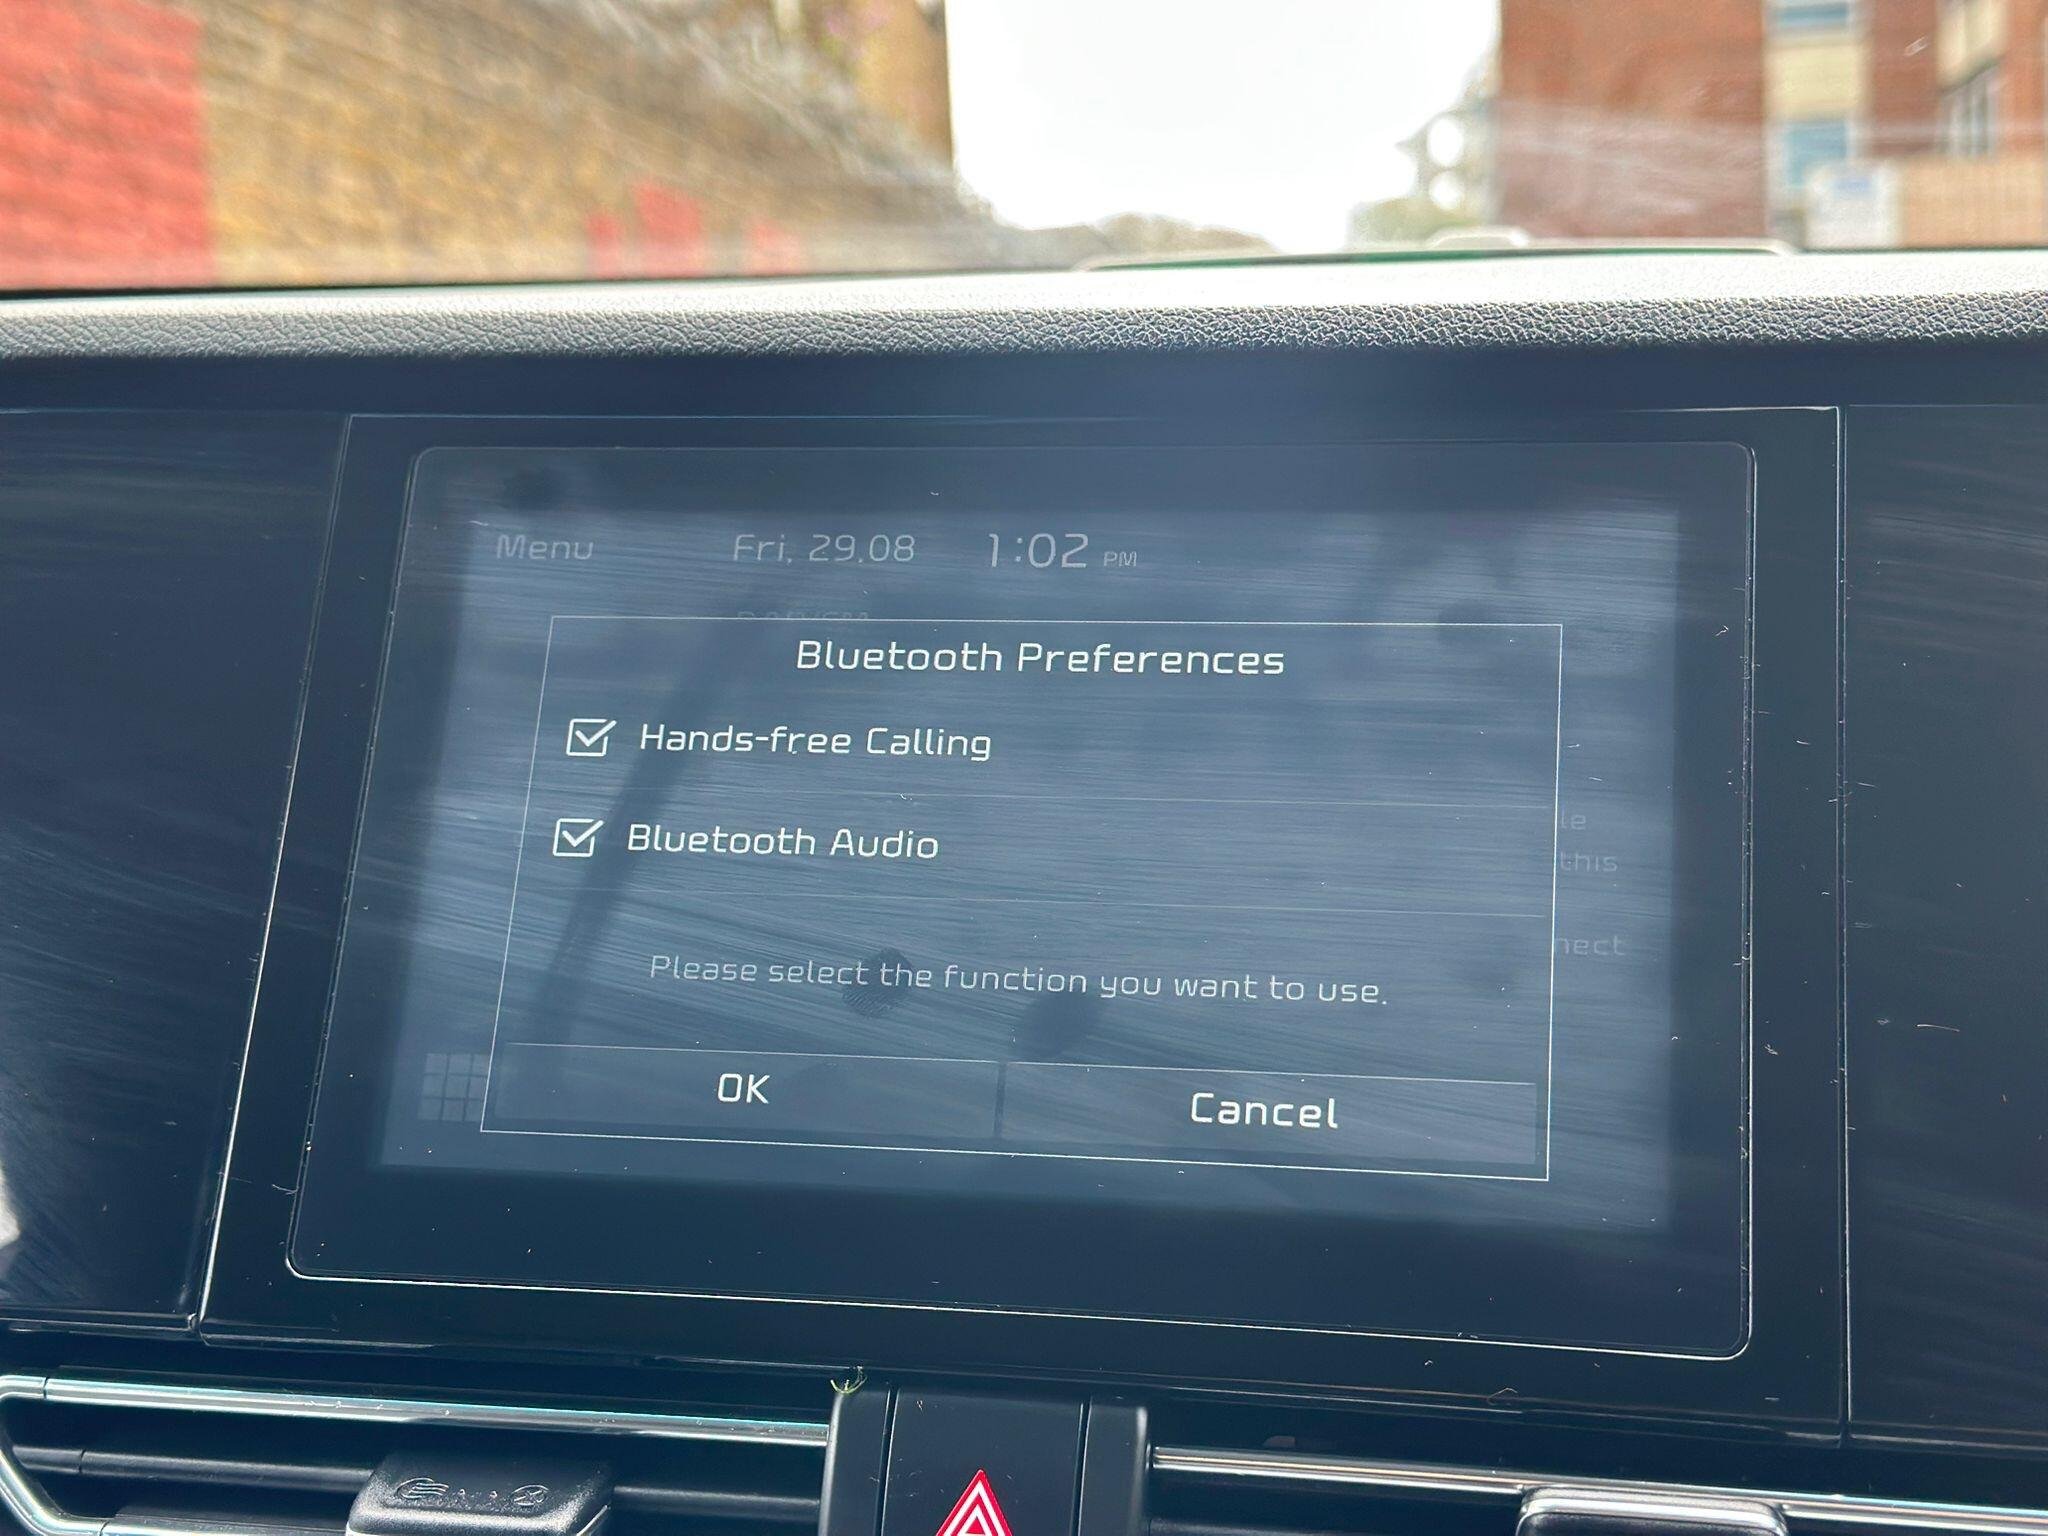 Menu Fri, 29.08 1:02 PM
Bluetooth Preferences
Hands-free Calling
Bluetooth Audio
this
Please select the function you want to use.
OK Cancel